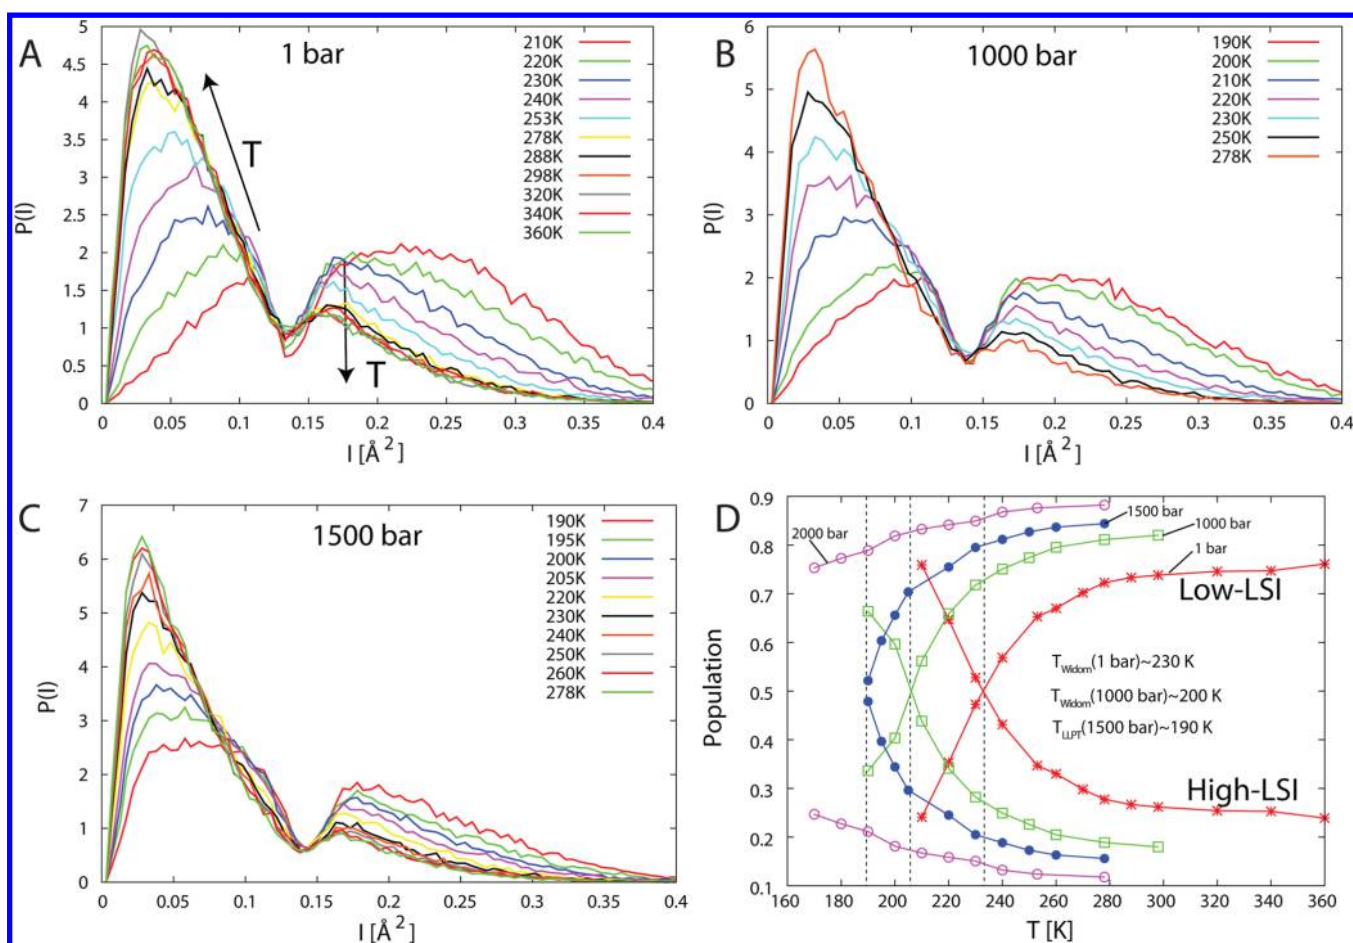 A
1 bar
5
4.5
4
3.5
3
2.5
2
1.5
1
0.5
0
P(I)
T
T
210K
220K
230K
240K
253K
278K
288K
298K
320K
340K
360K
0 0.05 0.1 0.15 0.2 0.25 0.3 0.35 0.4
I [Å²]
B
1000 bar
6
5
4
3
2
1
0
P(I)
190K
200K
210K
220K
230K
250K
278K
0 0.05 0.1 0.15 0.2 0.25 0.3 0.35 0.4
I [Å²]
C
1500 bar
7
6
5
4
3
2
1
0
P(I)
190K
195K
200K
205K
220K
230K
240K
250K
260K
278K
0 0.05 0.1 0.15 0.2 0.25 0.3 0.35 0.4
I [Å²]
D
0.9
0.8
0.7
0.6
0.5
0.4
0.3
0.2
0.1
Population
2000 bar
1500 bar
1000 bar
1 bar
Low-LSI
T_Widom(1 bar)~230 K
T_Widom(1000 bar)~200 K
T_LLPT(1500 bar)~190 K
High-LSI
160 180 200 220 240 260 280 300 320 340 360
T [K]